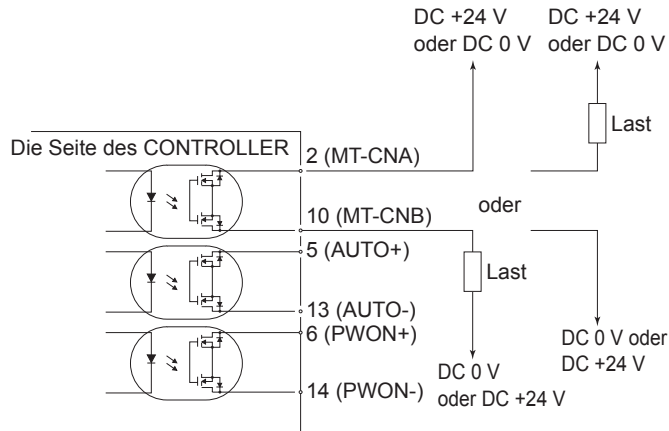 DC +24 V
oder DC 0 V
DC +24 V
oder DC 0 V
Last
Die Seite des CONTROLLER
2 (MT-CNA)
10 (MT-CNB)
oder
5 (AUTO+)
Last
13 (AUTO-)
6 (PWON+)
DC 0 V oder
DC +24 V
DC 0 V
oder DC +24 V
14 (PWON-)